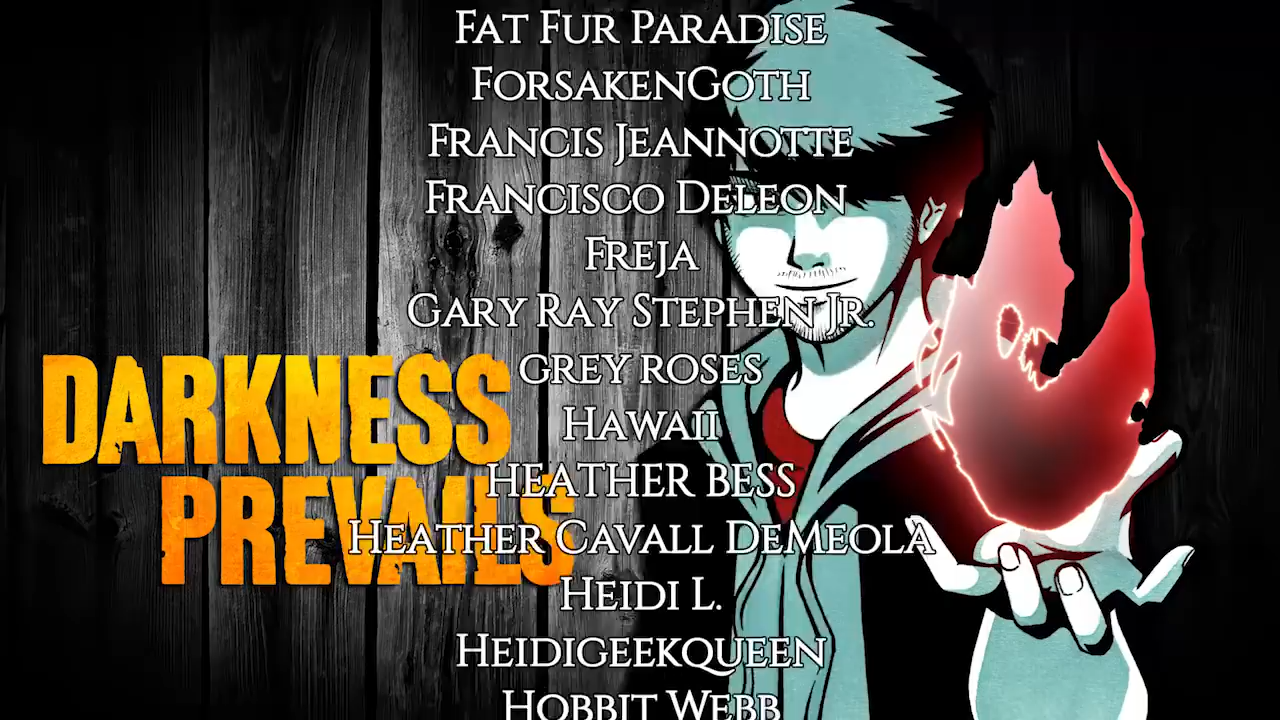 Fat Fur Paradise
ForsakenGoth
Francis Jeannotte
Francisco Deleon
Freja
Gary Ray Stephen Jr.
grey roses
Hawaii
heather bess
Heather Cavall DeMeola
Heidi L.
Heidigeekqueen
Hobbit Webb
DARKNESS
PREVAILS